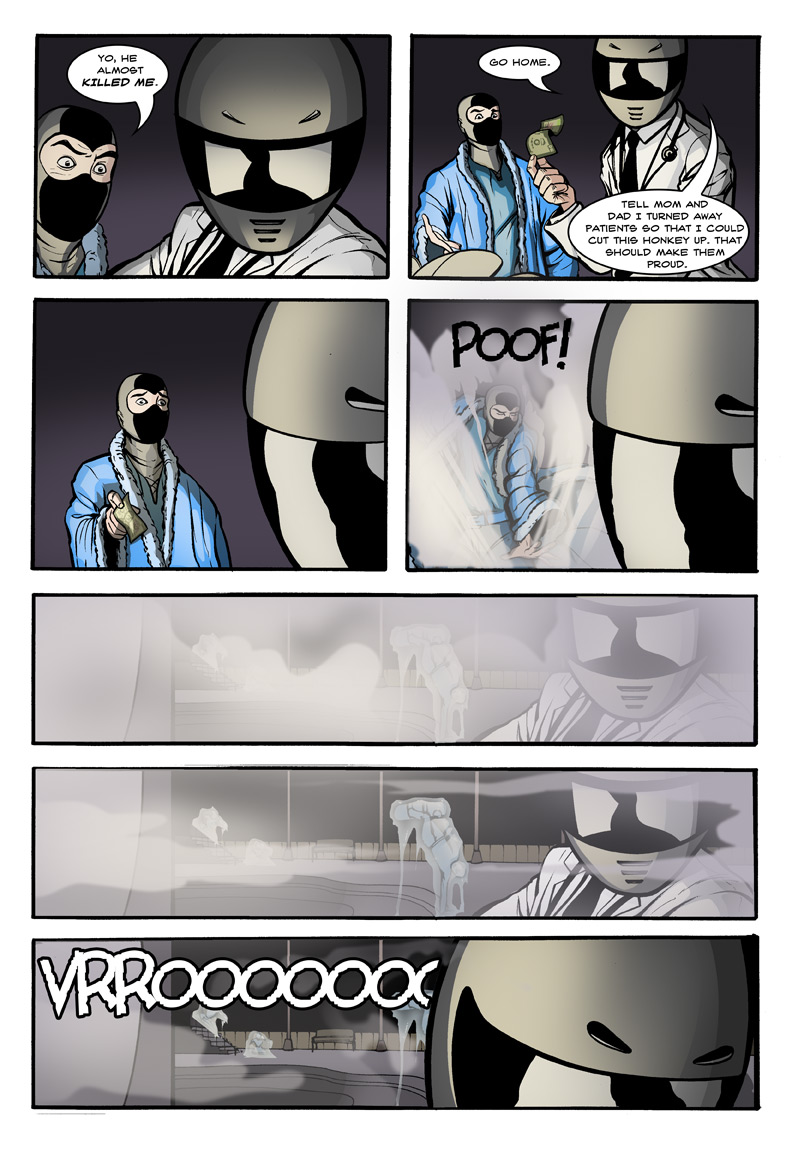 YO, HE
ALMOST
KILLED ME.
GO HOME.
TELL MOM AND
DAD I TURNED AWAY
PATIENTS SO THAT I COULD
CUT THIS HONKEY UP. THAT
SHOULD MAKE THEM
PROUD.
POOF!
VRROOOOOOO